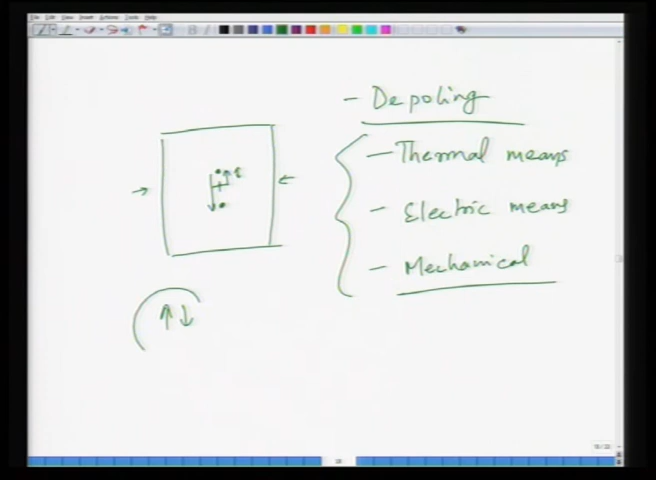 - Depoling
- Thermal means
- Electric means
- Mechanical